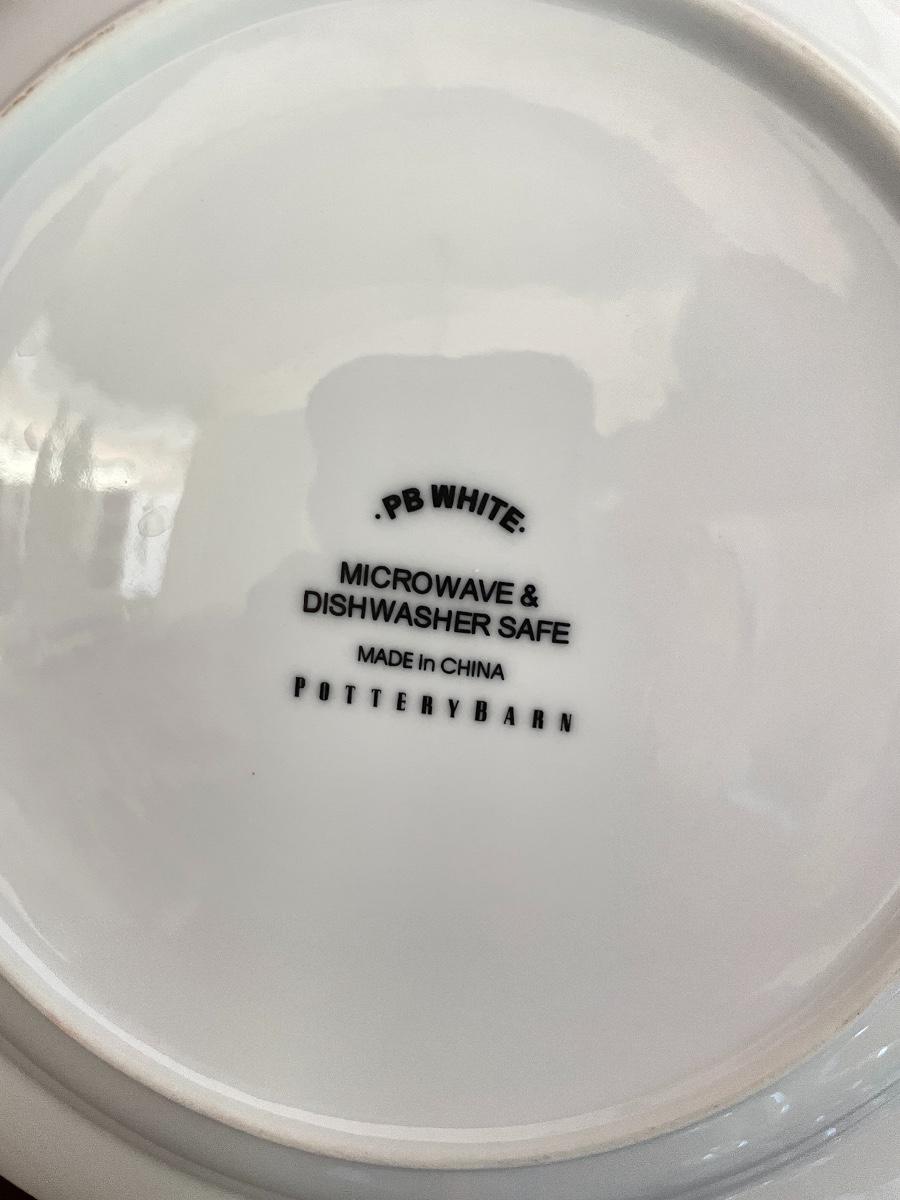 ·PB WHITE·
MICROWAVE &
DISHWASHER SAFE
MADE In CHINA
POTTERYBARN